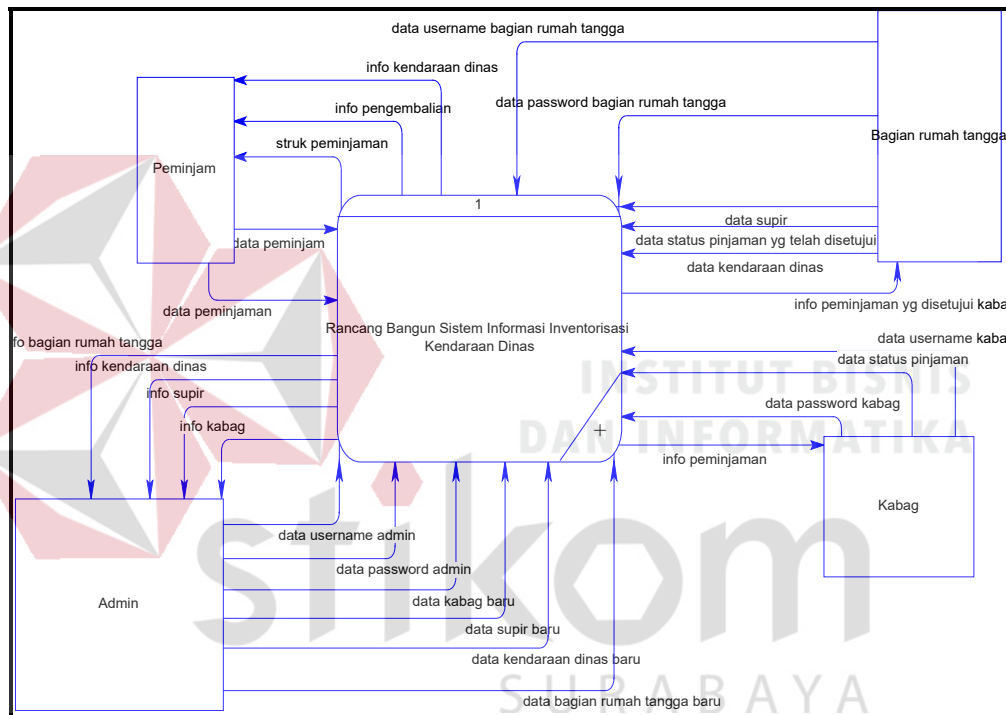 data username bagian rumah tangga
info kendaraan dinas
data password bagian rumah tangga
info pengembalian
Bagian rumah tangga
struk peminjaman
Peminjam
1
data supir
data peminjam
data status pinjaman yg telah disetujui
data kendaraan dinas
info peminjaman yg disetujui kaba
data peminjaman
Rancang Bangun Sistem Informasi Inventorisasi
Kendaraan Dinas
fo bagian rumah tangga
data username kaba
info kendaraan dinas
data status pinjaman
info supir
data password kabag
info kabag
+
info peminjaman
Kabag
data username admin
data password admin
Admin
data kabag baru
data supir baru
data kendaraan dinas baru
data bagian rumah tangga baru
INSTITUT BISNIS
DAN INFORMATIKA
stikom
SURABAYA